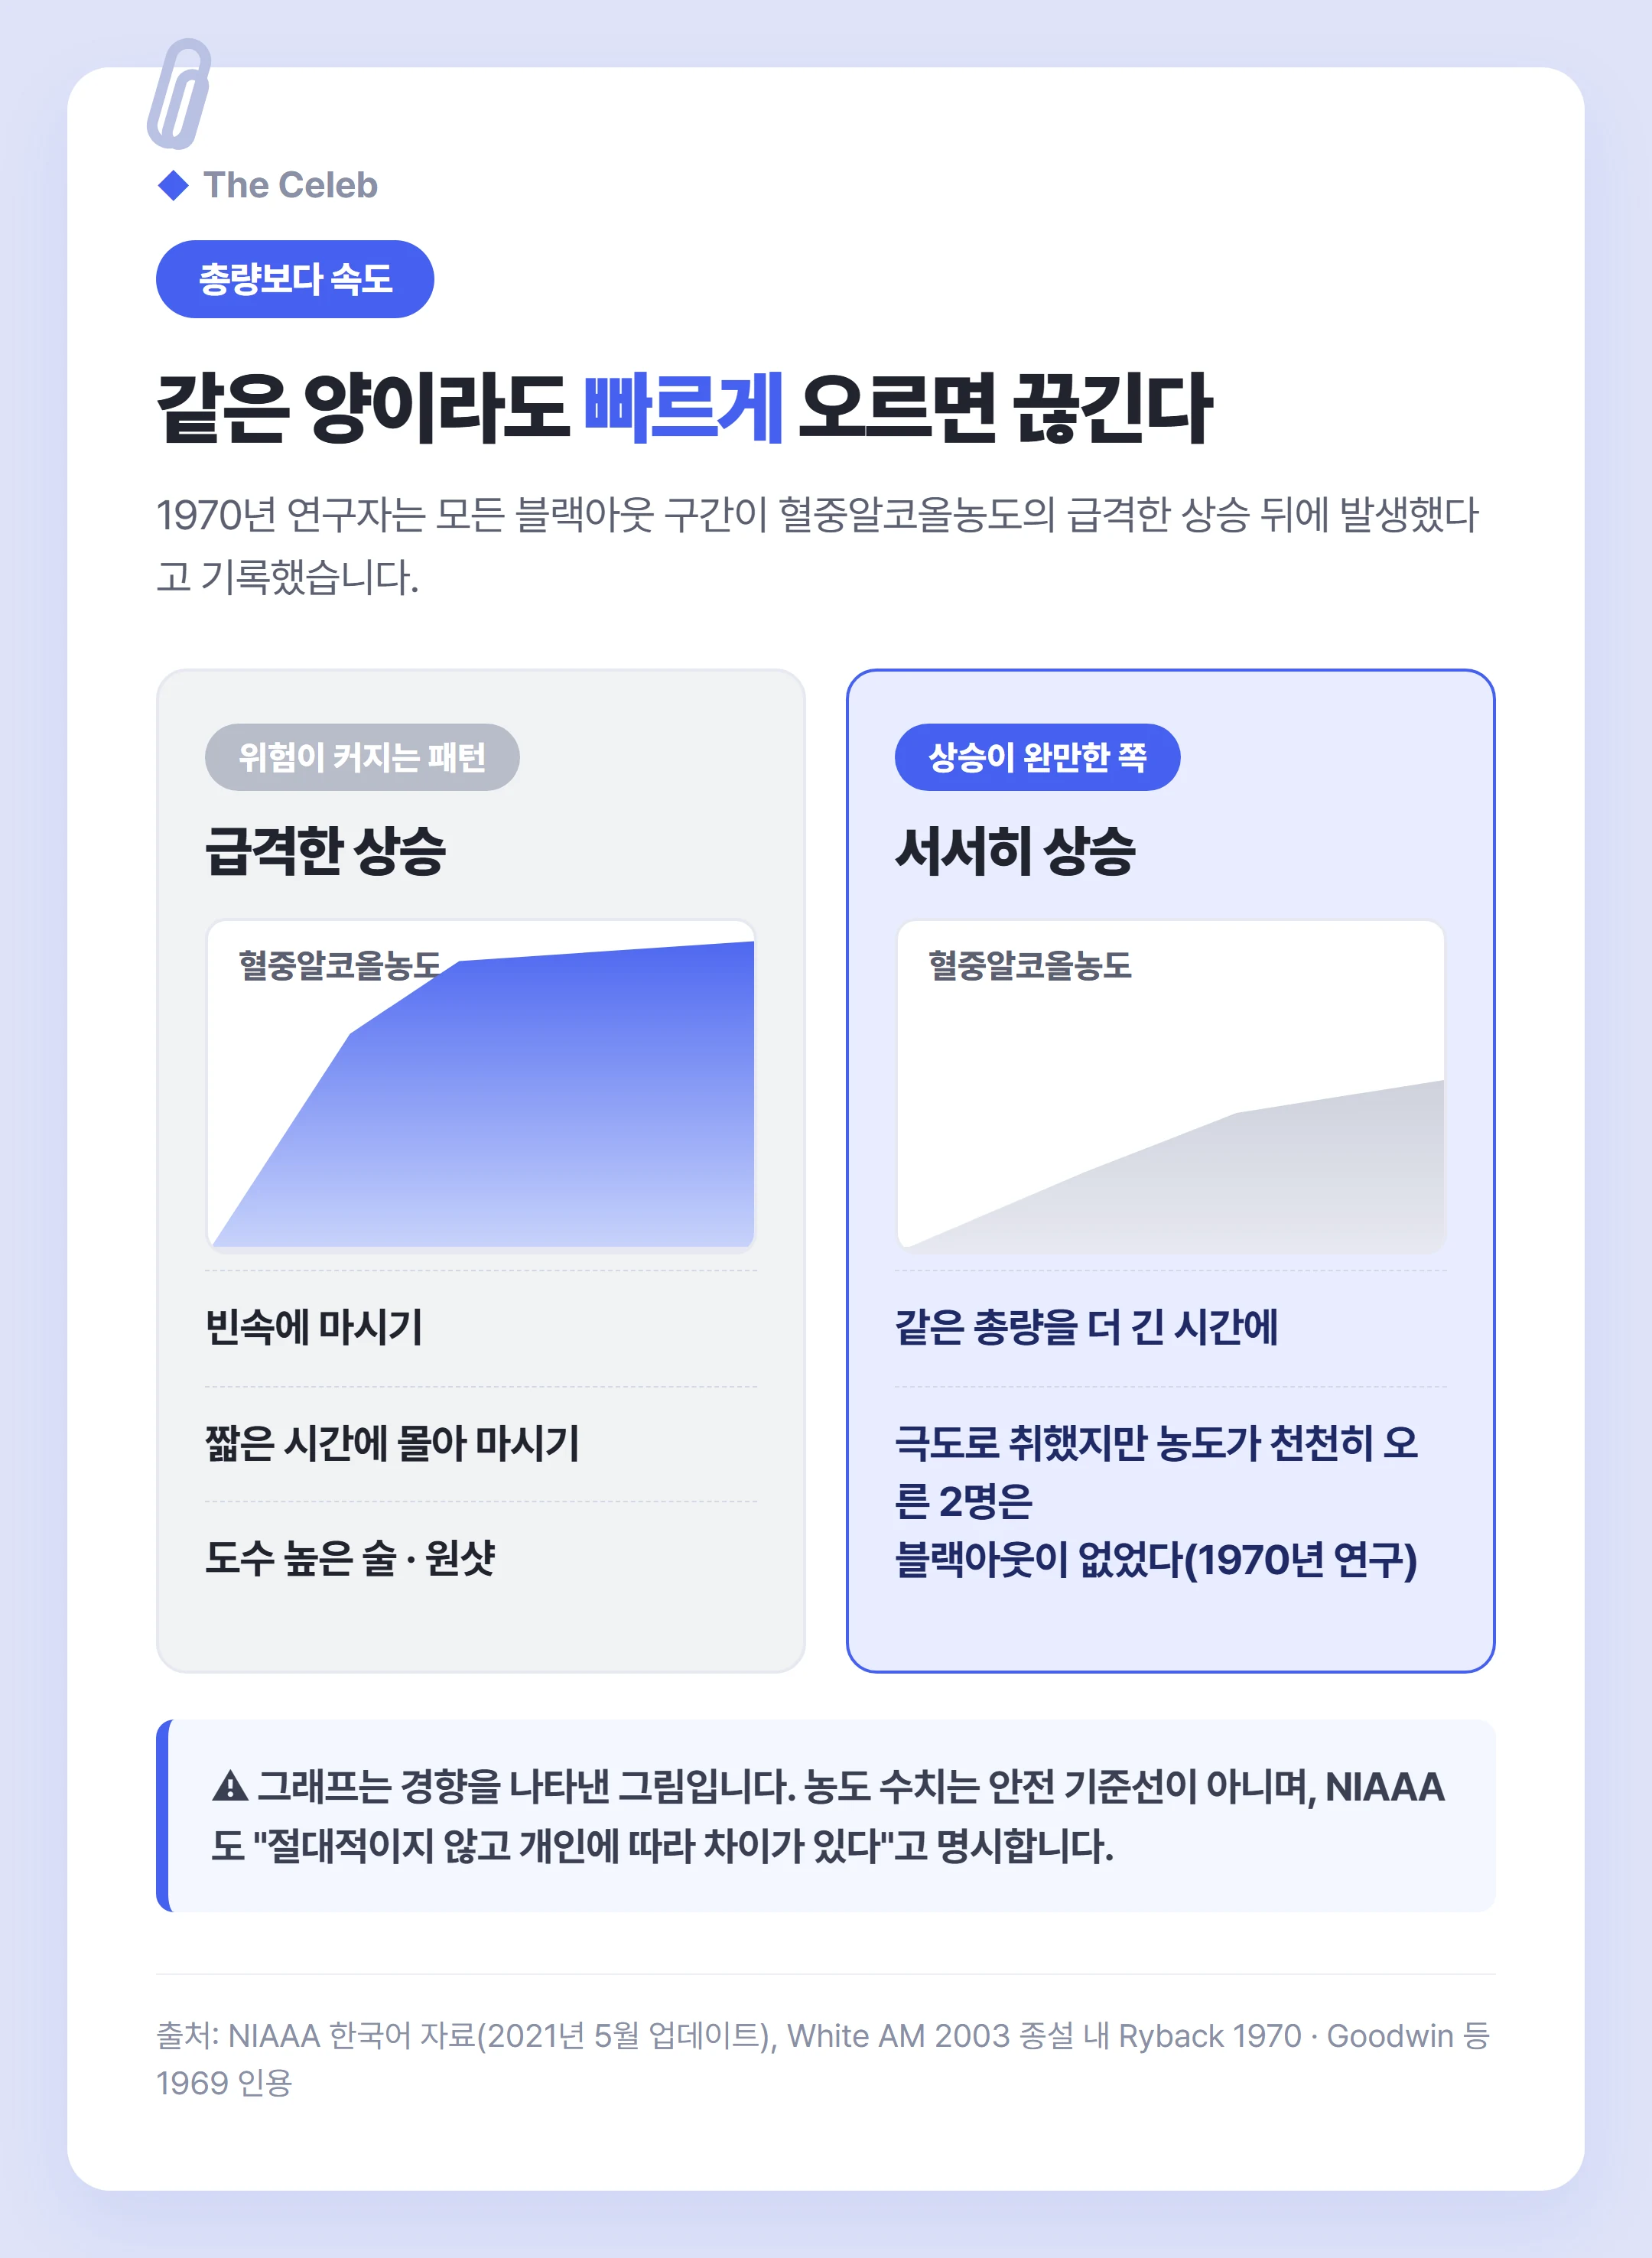 The Celeb
총량보다 속도
같은 양이라도 빠르게 오르면 끊긴다
1970년 연구자는 모든 블랙아웃 구간이 혈중알코올농도의 급격한 상승 뒤에 발생했다
고 기록했습니다.
위험이 커지는 패턴
급격한 상승
혈중알코올농도
빈속에 마시기
짧은 시간에 몰아 마시기
도수 높은 술 · 원샷
상승이 완만한 쪽
서서히 상승
혈중알코올농도
같은 총량을 더 긴 시간에
극도로 취했지만 농도가 천천히 오
른 2명은
블랙아웃이 없었다(1970년 연구)
⚠ 그래프는 경향을 나타낸 그림입니다. 농도 수치는 안전 기준선이 아니며, NIAAA
도 "절대적이지 않고 개인에 따라 차이가 있다"고 명시합니다.
출처: NIAAA 한국어 자료(2021년 5월 업데이트), White AM 2003 종설 내 Ryback 1970 · Goodwin 등
1969 인용